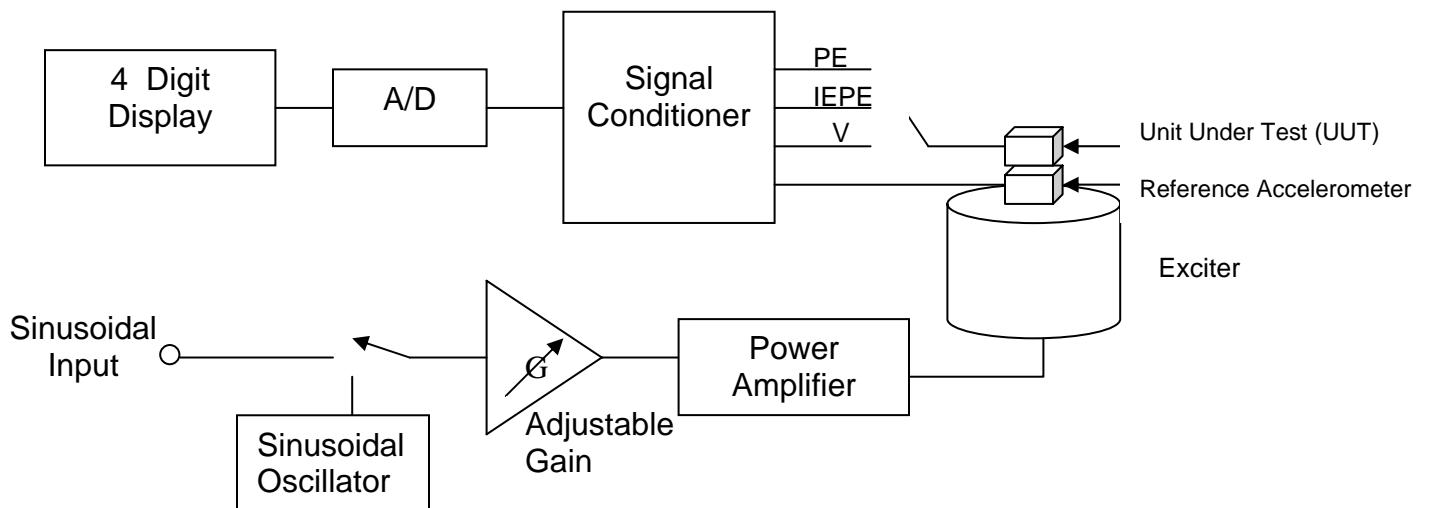 4 Digit
Display
A/D
Signal
Conditioner
PE
IEPE
V
Unit Under Test (UUT)
Reference Accelerometer
Exciter
Sinusoidal
Input
G
Adjustable
Gain
Power
Amplifier
Sinusoidal
Oscillator